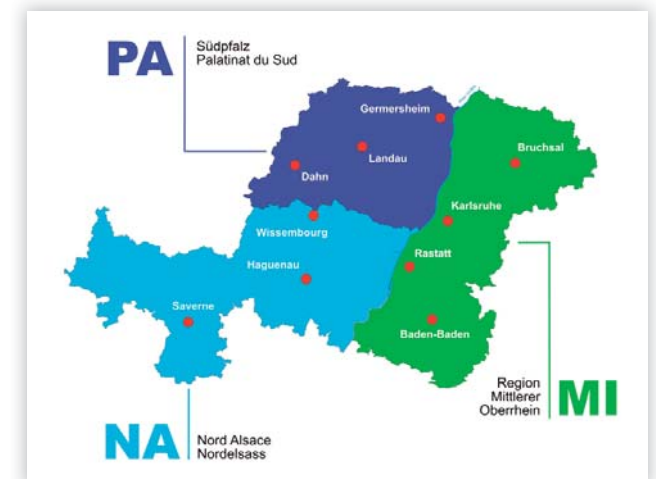 PA
Südpfalz
Palatinat du Sud
Germersheim
Bruchsal
Landau
Dahn
Karlsruhe
Wissembourg
Haguenau
Rastatt
Saverne
Baden-Baden
Region
Mittlerer
Oberrhein
MI
NA
Nord Alsace
Nordelsass